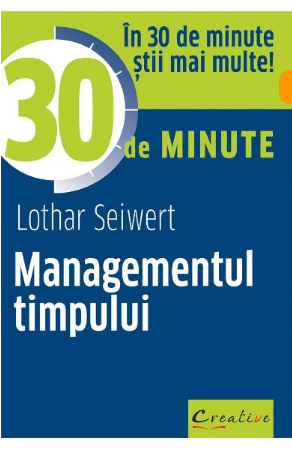 În 30 de minute
știi mai multe!
30
de MINUTE
Lothar Seiwert
Managementul
timpului
Creative